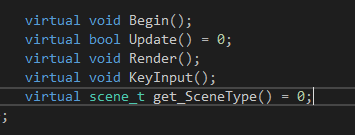 virtual void Begin();
virtual bool Update() = 0;
virtual void Render();
virtual void KeyInput();
virtual scene_t get_SceneType() = 0;
;